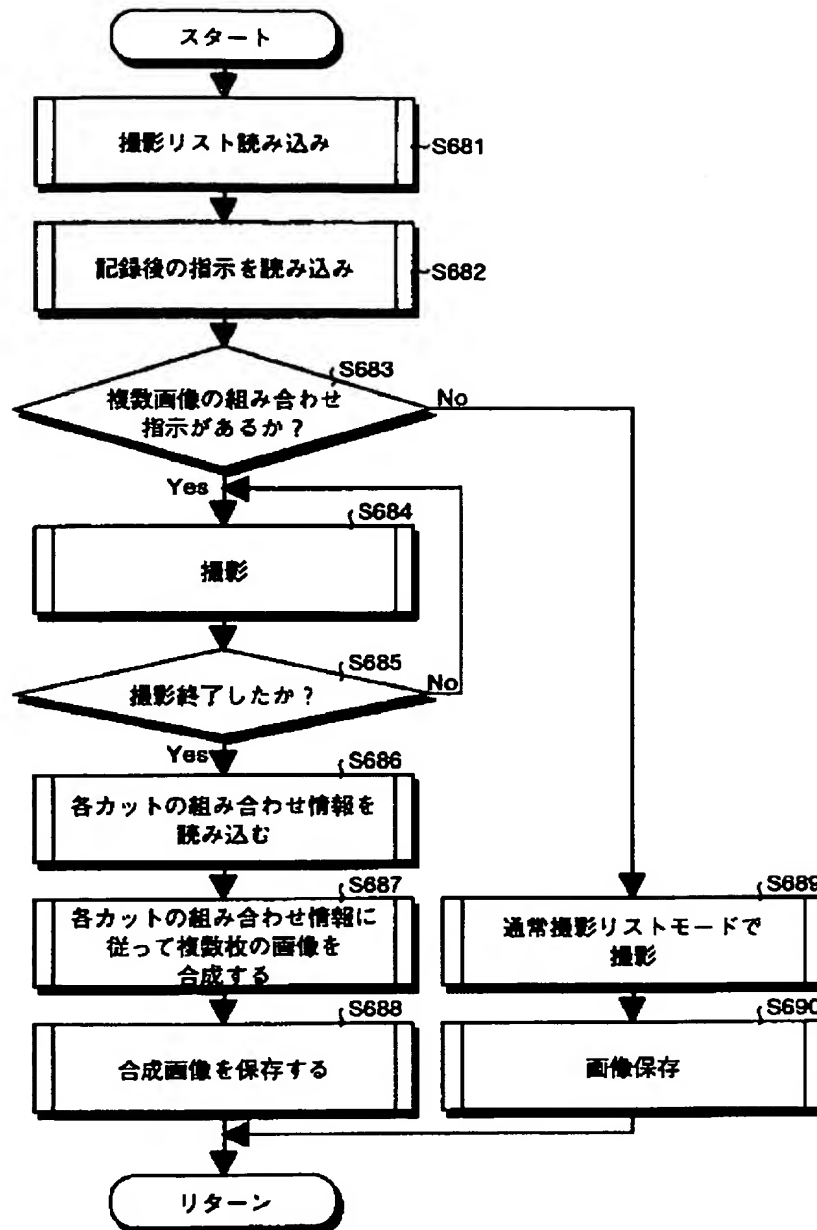 スタート
撮影リスト読み込み
S681
記録後の指示を読み込み
S682
S683
複数画像の組み合わせ
指示があるか？
No
Yes
S684
撮影
S685
撮影終了したか？
No
Yes
S686
各カットの組み合わせ情報を
読み込む
S687
各カットの組み合わせ情報に
従って複数枚の画像を
合成する
S688
合成画像を保存する
S689
通常撮影リストモードで
撮影
S690
画像保存
リターン